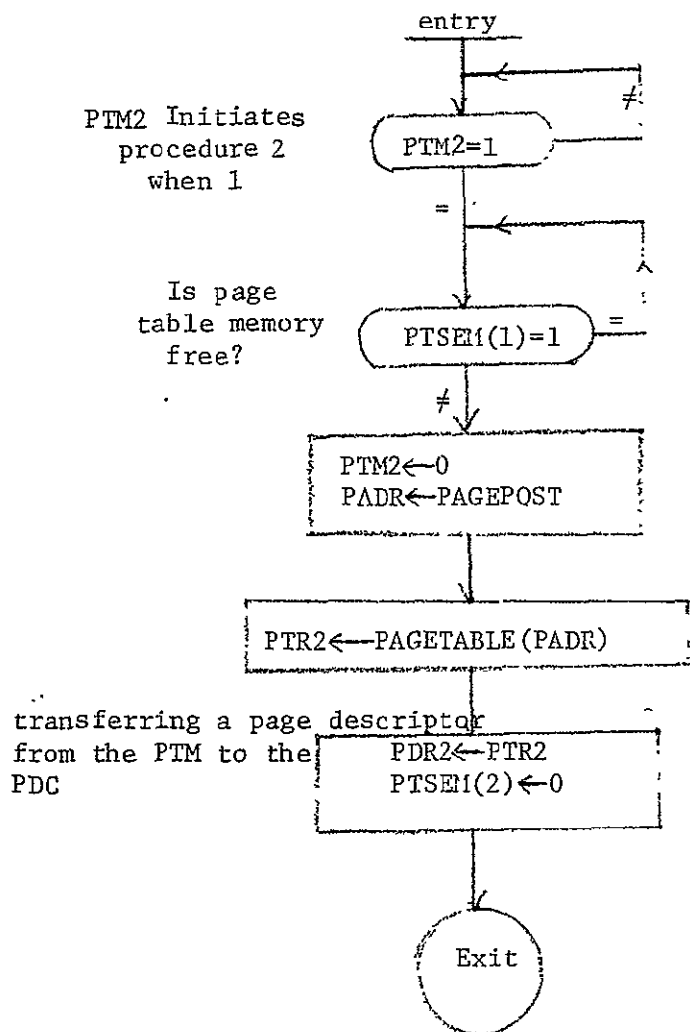 entry
≠
PTM2 Initiates
procedure 2
when 1
PTM2=1
=
Is page
table memory
free?
PTSEM(1)=1
=
≠
PTM2←0
PADR←PAGEPOST
PTR2←PAGETABLE(PADR)
transferring a page descriptor
from the PTM to the
PDC
PDR2←PTR2
PTSEM(2)←0
Exit